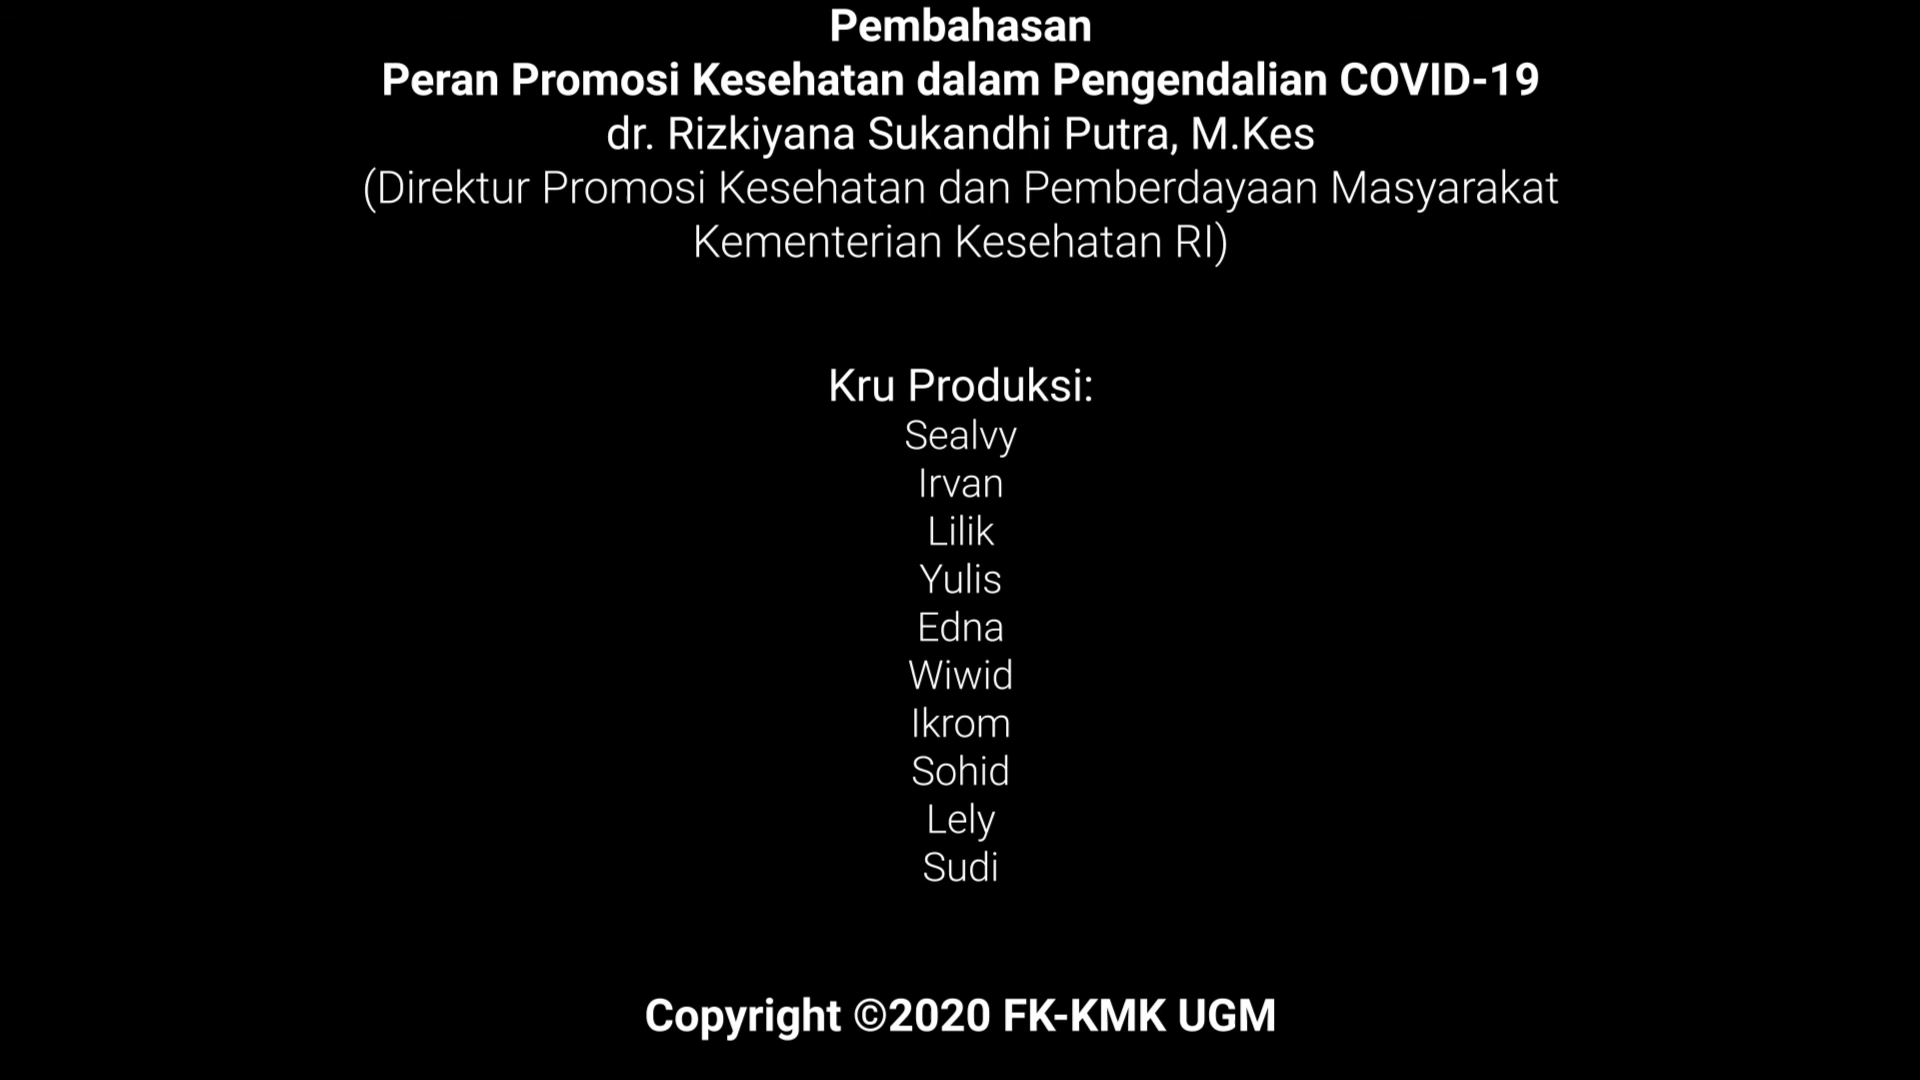 Pembahasan
Peran Promosi Kesehatan dalam Pengendalian COVID-19
dr. Rizkiyana Sukandhi Putra, M.Kes
(Direktur Promosi Kesehatan dan Pemberdayaan Masyarakat
Kementerian Kesehatan RI)
Kru Produksi:
Sealvy
Irvan
Lilik
Yulis
Edna
Wiwid
Ikrom
Sohid
Lely
Sudi
Copyright ©2020 FK-KMK UGM